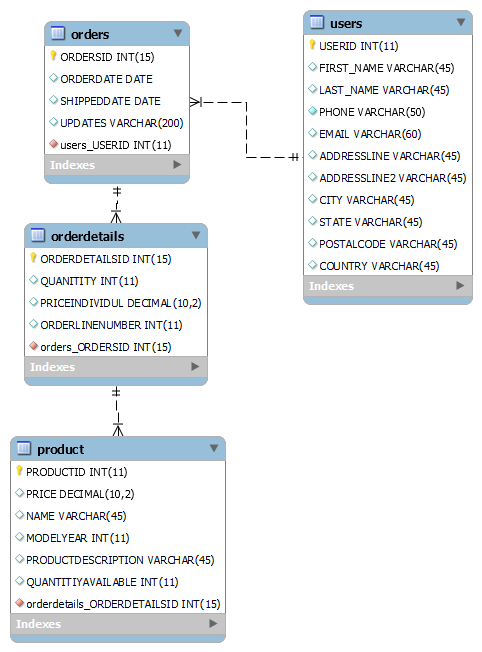 orders
ORDERSID INT(15)
ORDERDATE DATE
SHIPPEDDATE DATE
UPDATES VARCHAR(200)
users_USERID INT(11)
Indexes
users
USERID INT(11)
FIRST_NAME VARCHAR(45)
LAST_NAME VARCHAR(45)
PHONE VARCHAR(50)
EMAIL VARCHAR(60)
ADDRESSLINE VARCHAR(45)
ADDRESSLINE2 VARCHAR(45)
CITY VARCHAR(45)
STATE VARCHAR(45)
POSTALCODE VARCHAR(45)
COUNTRY VARCHAR(45)
Indexes
orderdetails
ORDERDETAILSID INT(15)
QUANITITY INT(11)
PRICEINDIVIDUL DECIMAL(10,2)
ORDERLINENUMBER INT(11)
orders_ORDERSID INT(15)
Indexes
product
PRODUCTID INT(11)
PRICE DECIMAL(10,2)
NAME VARCHAR(45)
MODELYEAR INT(11)
PRODUCTDESCRIPTION VARCHAR(45)
QUANTITIYAVAILABLE INT(11)
orderdetails_ORDERDETAILSID INT(15)
Indexes